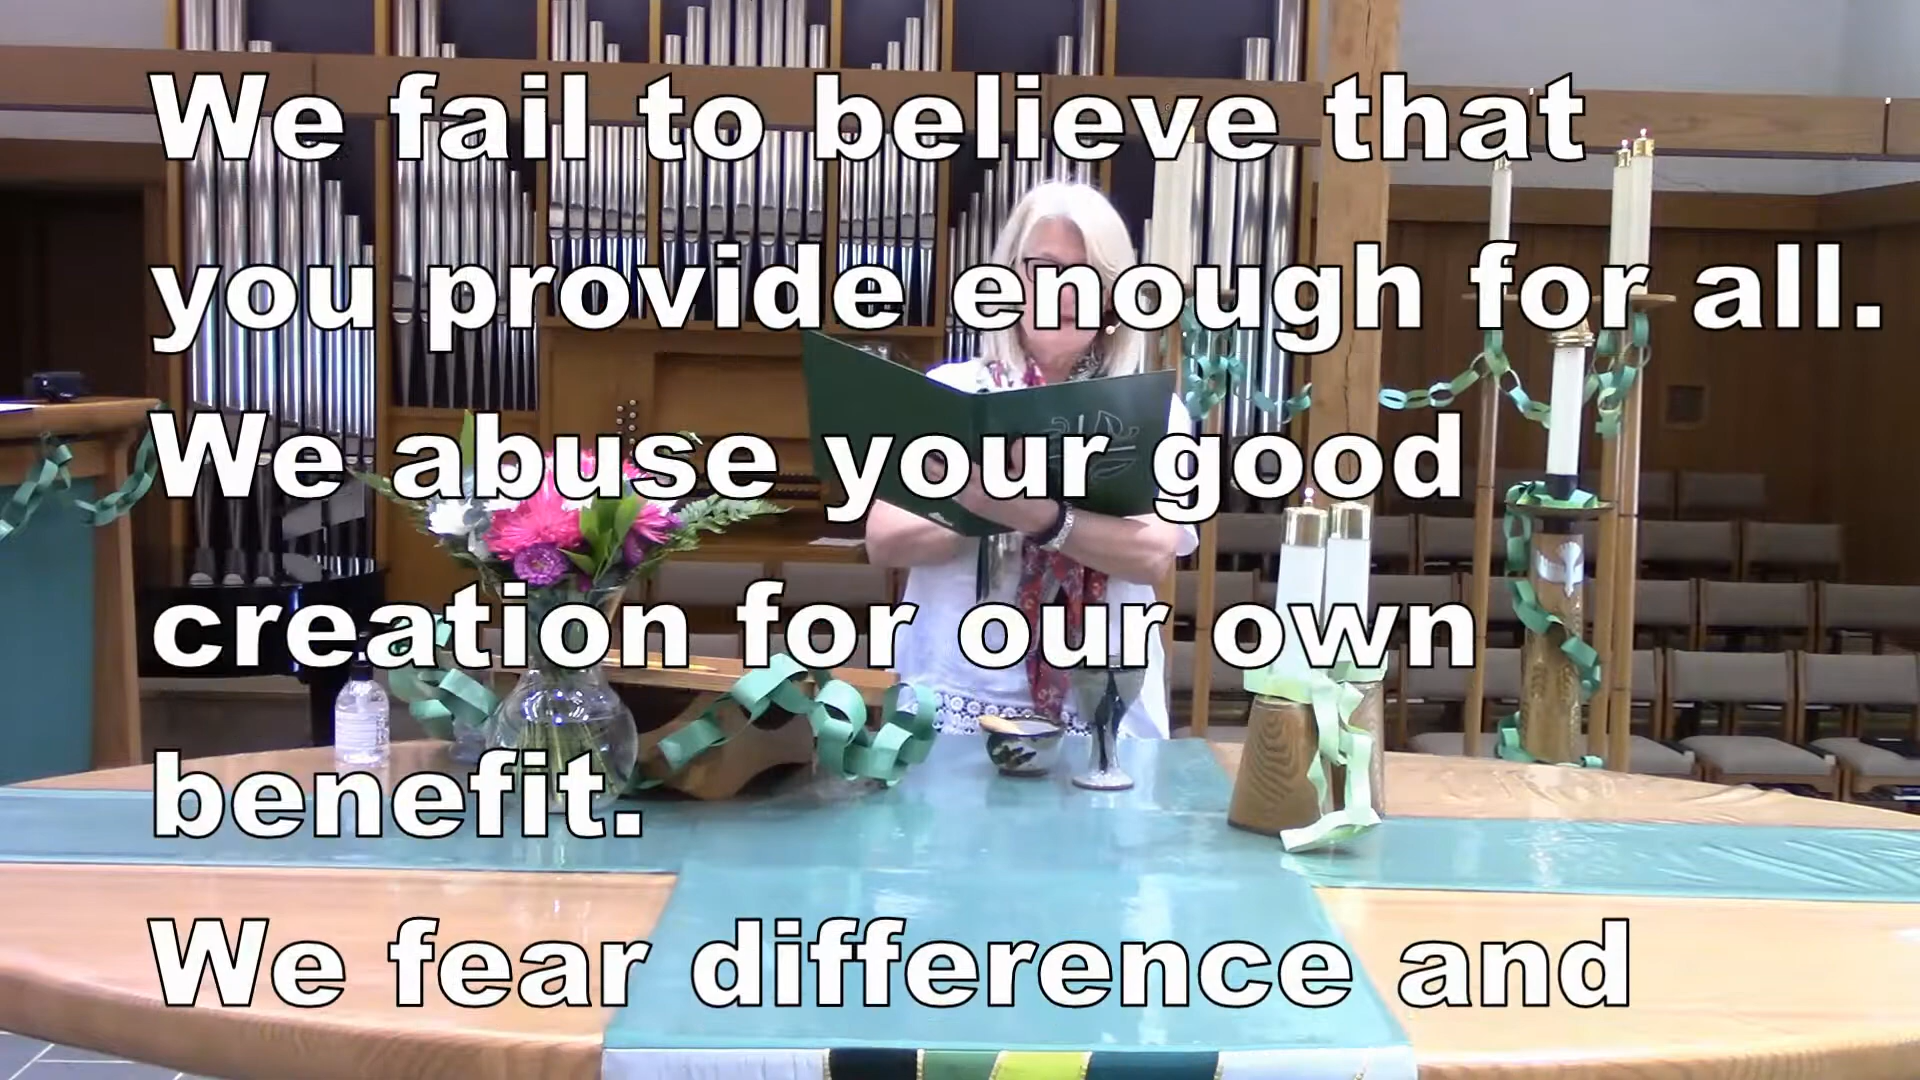 We fail to believe that
you provide enough for all.
We abuse your good
creation for our own
benefit.
We fear difference and